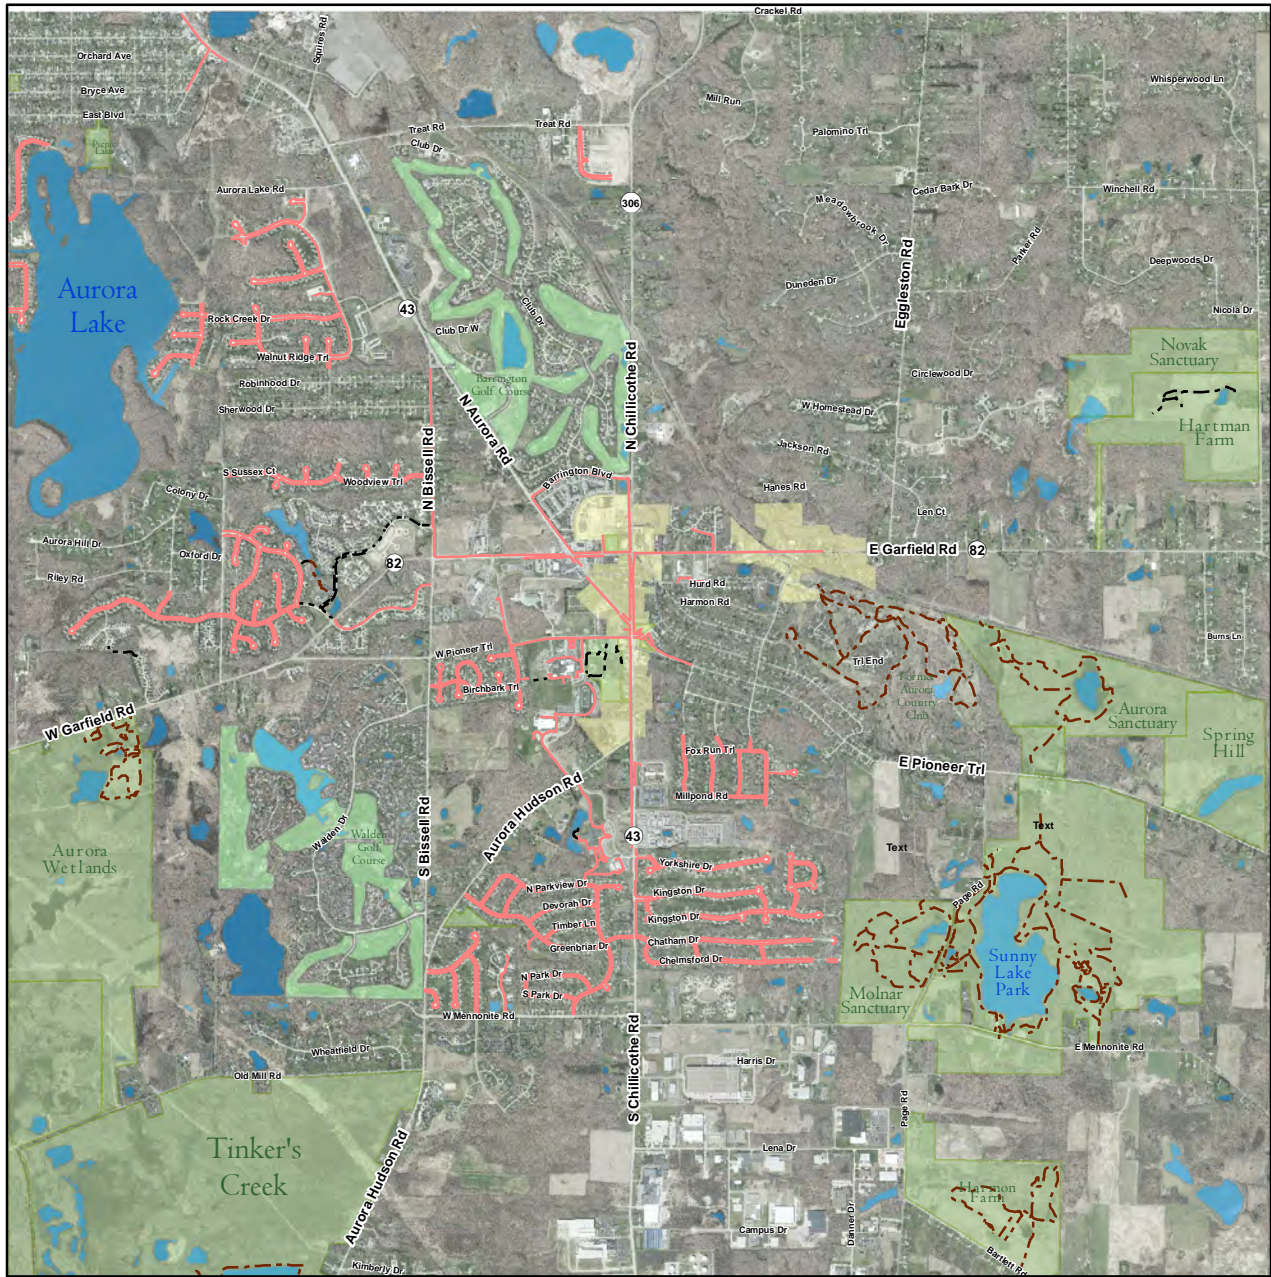 Crackel Rd
Squires Rd
Orchard Ave
Bryce Ave
East Blvd
Whisperwood Ln
Mill Run
Treat Rd
Treat Rd
Club Dr
Palomino Trl
Picnic
Lake
Aurora Lake Rd
306
Cedar Bark Dr
Winchell Rd
Meadowbrook Dr
Parker Rd
Eggleston Rd
Deepwoods Dr
Duneden Dr
Aurora
Lake
43
Club Dr
Nicola Dr
Rock Creek Dr
Club Dr W
Walnut Ridge Trl
Novak
Sanctuary
Robinhood Dr
Barrington
Golf Course
Circlewood Dr
Sherwood Dr
N Aurora Rd
N Chillicothe Rd
W Homestead Dr
Hartman
Farm
N Bissell Rd
Jackson Rd
S Sussex Ct
Woodview Trl
Barrington Blvd
Hanes Rd
Colony Dr
Len Ct
Aurora Hill Dr
Oxford Dr
82
E Garfield Rd
82
Riley Rd
Hurd Rd
Harmon Rd
Burns Ln
W Pioneer Trl
Trl End
Birchbark Trl
Former
Aurora
Country
Club
Aurora
Sanctuary
W Garfield Rd
Spring
Hill
Fox Run Trl
E Pioneer Trl
Millpond Rd
Aurora Hudson Rd
S Bissell Rd
Walden Dr
Walden
Golf
Course
43
Text
Text
Aurora
Wetlands
Yorkshire Dr
N Parkview Dr
Kingston Dr
Page Rd
Devorah Dr
Kingston Dr
Timber Ln
Greenbriar Dr
Chatham Dr
Chelmsford Dr
Sunny
Lake
Park
N Park Dr
S Park Dr
Molnar
Sanctuary
W Mennonite Rd
E Mennonite Rd
Wheatfield Dr
Old Mill Rd
Harris Dr
S Chillicothe Rd
Page Rd
Tinker's
Creek
Lena Dr
Aurora Hudson Rd
Harmon
Farm
Campus Dr
Danner Dr
Bartlett Rd
Kimberly Dr